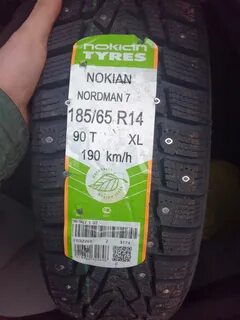 nokian
TYRES
NOKIAN
NORDMAN 7
185/65 R14
90 T XL
190 km/h